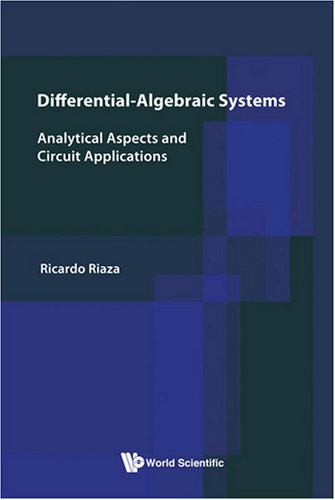 Differential-Algebraic Systems
Analytical Aspects and
Circuit Applications
Ricardo Riaza
World Scientific